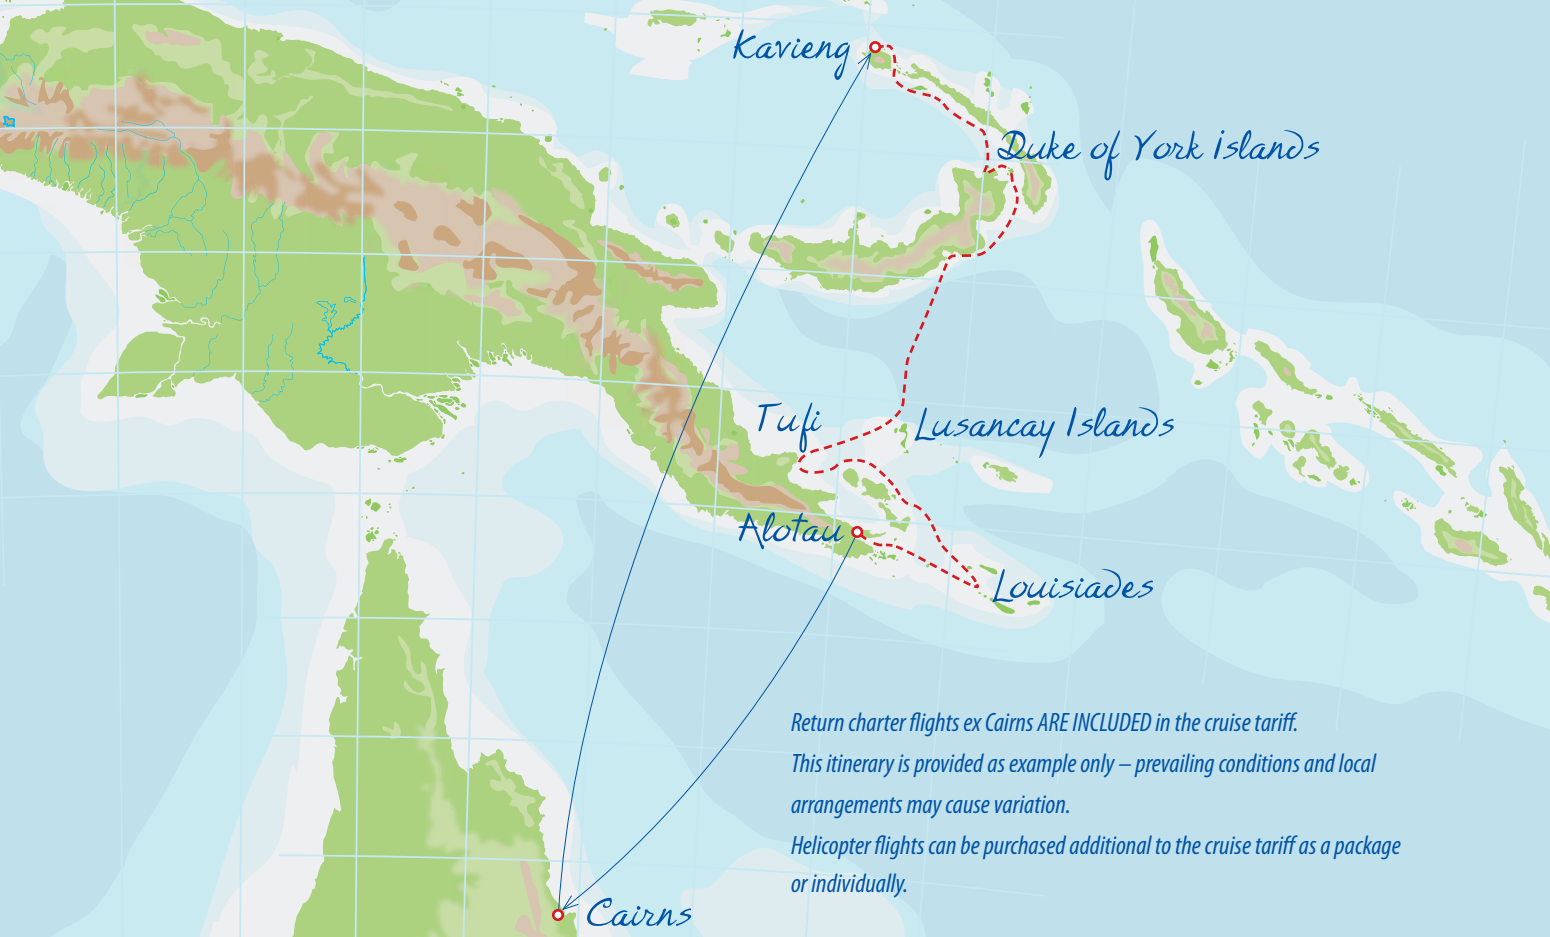 Kavieng
Duke of York Islands
Tufi
Lusancay Islands
Alotau
Louisiades
Return charter flights ex Cairns ARE INCLUDED in the cruise tariff.
This itinerary is provided as example only – prevailing conditions and local
arrangements may cause variation.
Helicopter flights can be purchased additional to the cruise tariff as a package
or individually.
Cairns